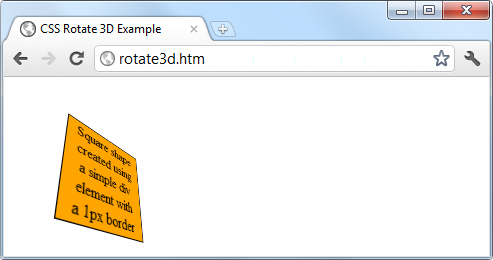 CSS Rotate 3D Example
rotate3d.htm
Square shape
created using
a simple div
element with
a 1px border